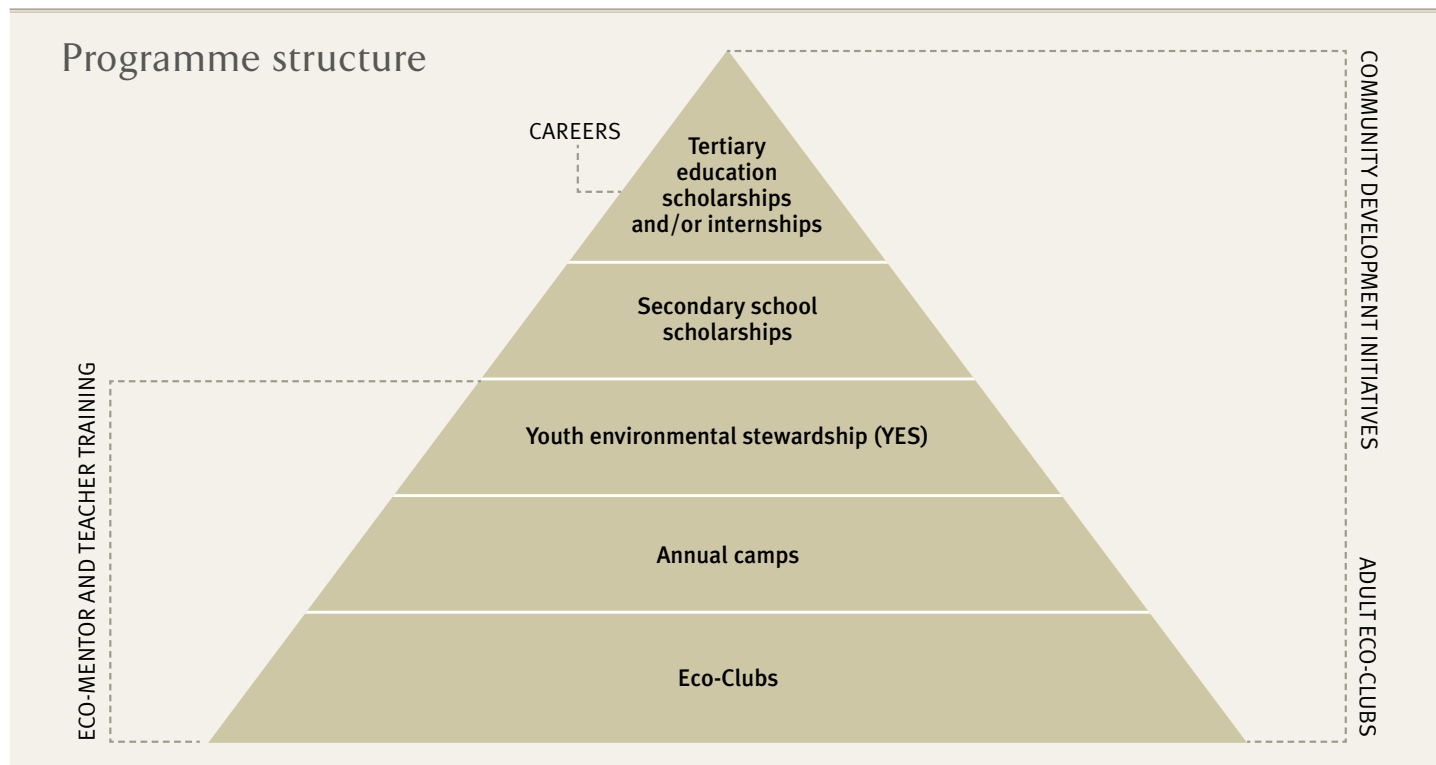 Programme structure
CAREERS
Tertiary
education
scholarships
and/or internships
Secondary school
scholarships
Youth environmental stewardship (YES)
Annual camps
Eco-Clubs
ECO-MENTOR AND TEACHER TRAINING
COMMUNITY DEVELOPMENT INITIATIVES
ADULT ECO-CLUBS